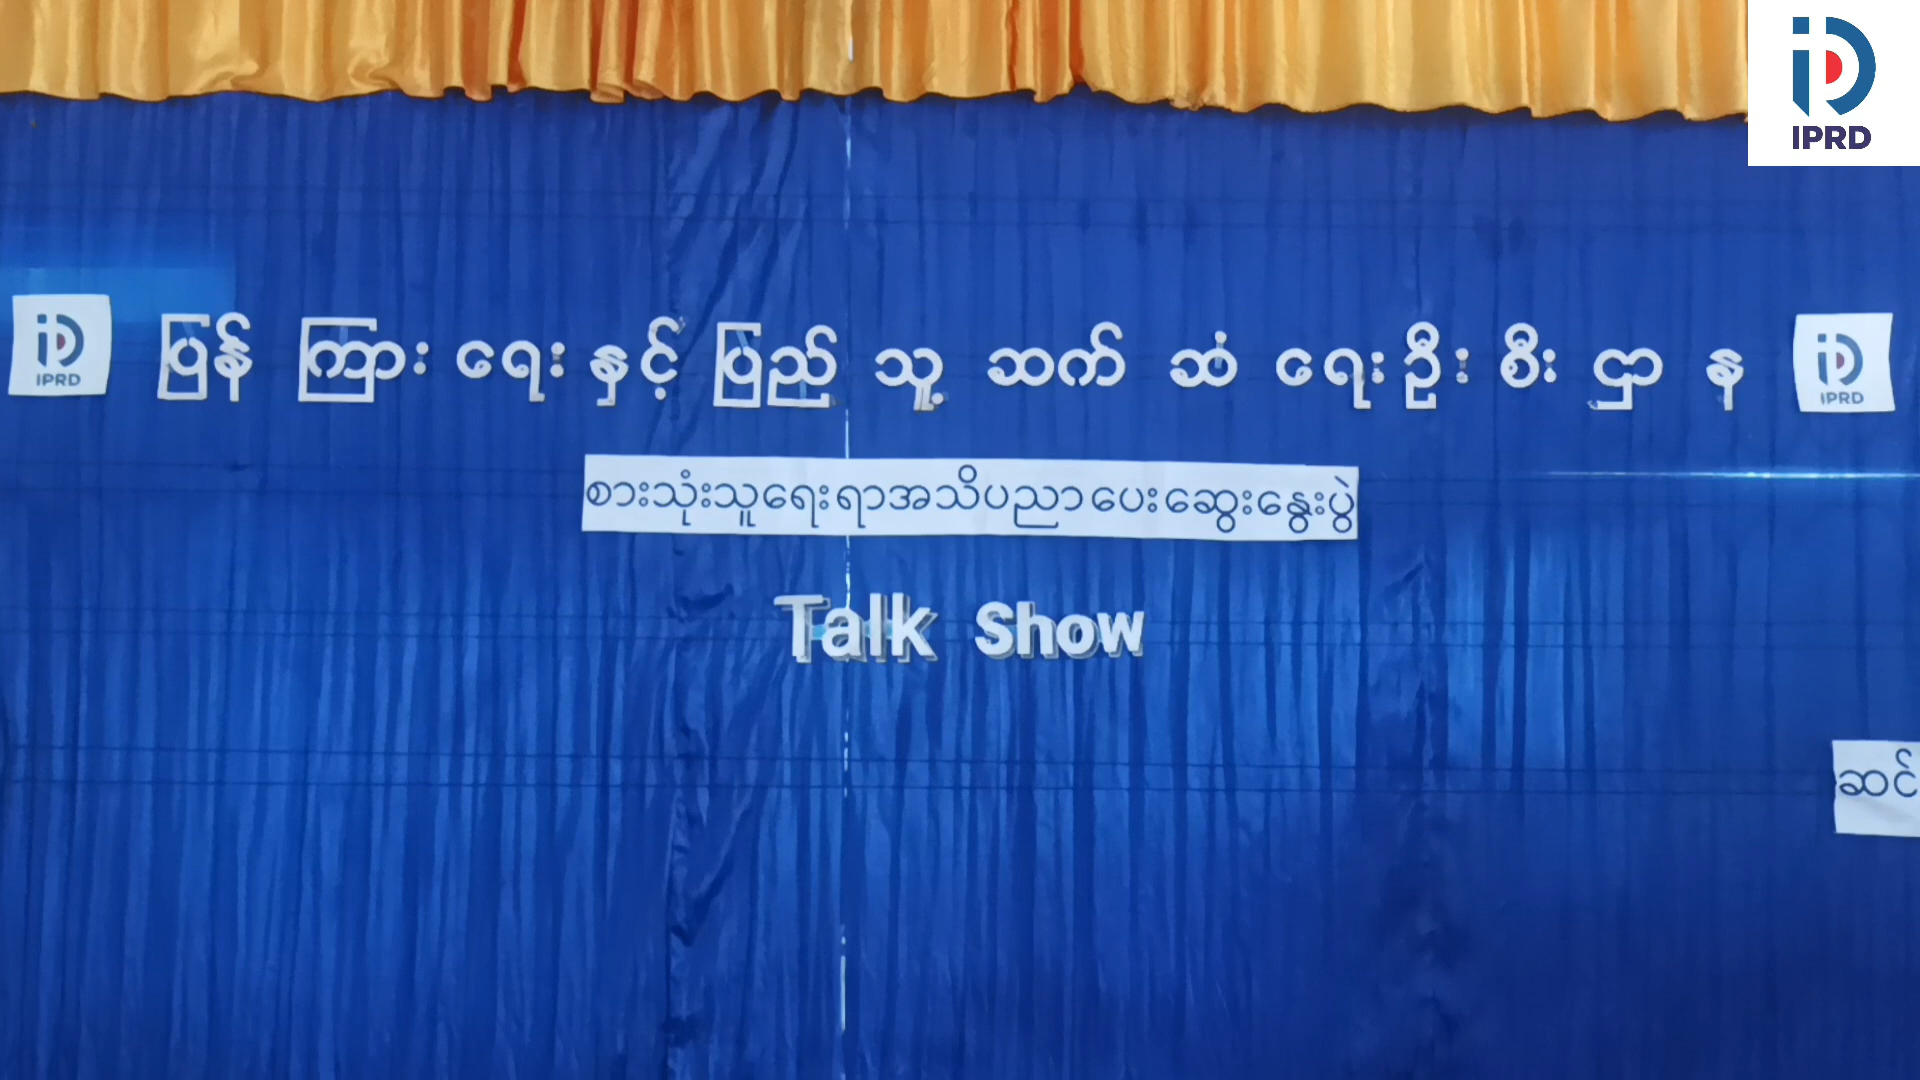 IPRD
IPRD ပြန် ကြား ရေး နှင့် ပြည် သူ့ ဆက် ဆံ ရေး ဦး စီး ဌာ န IPRD
စားသုံးသူရေးရာအသိပညာပေးဆွေးနွေးပွဲ
Talk Show
ဆင်